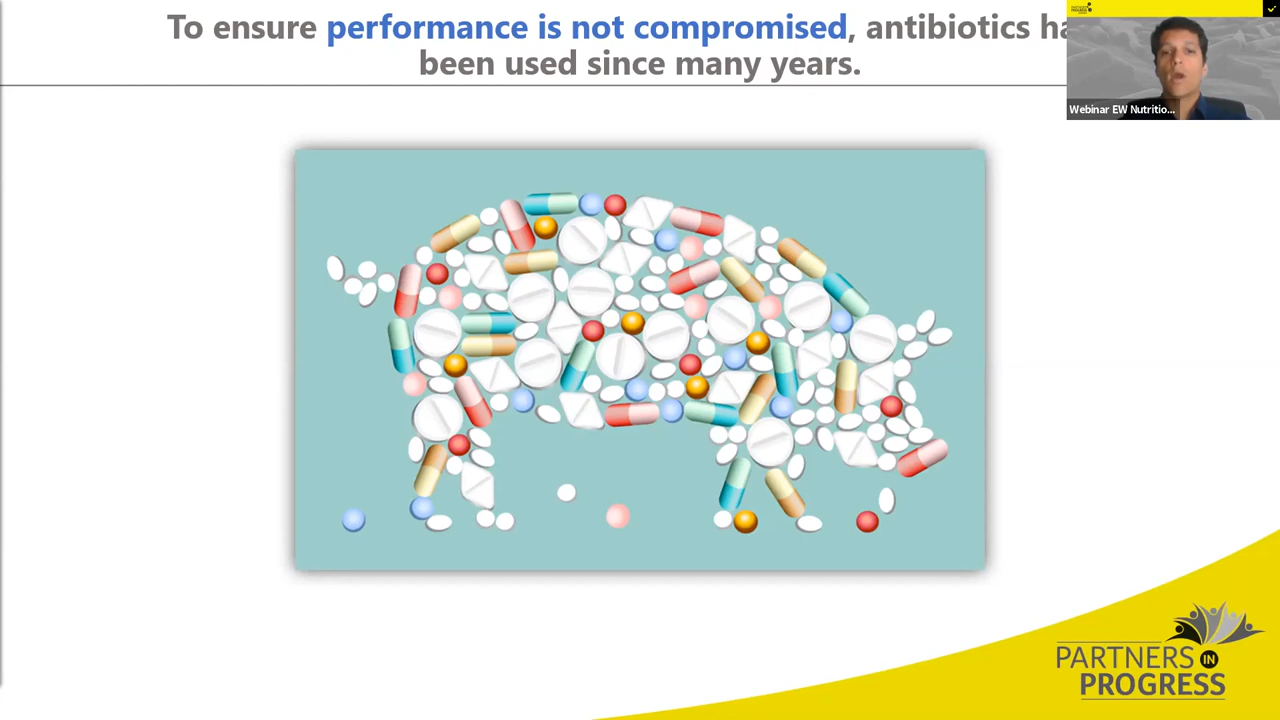 To ensure performance is not compromised, antibiotics ha
been used since many years.
Webinar EW Nutritio...
PARTNERS IN
PROGRESS